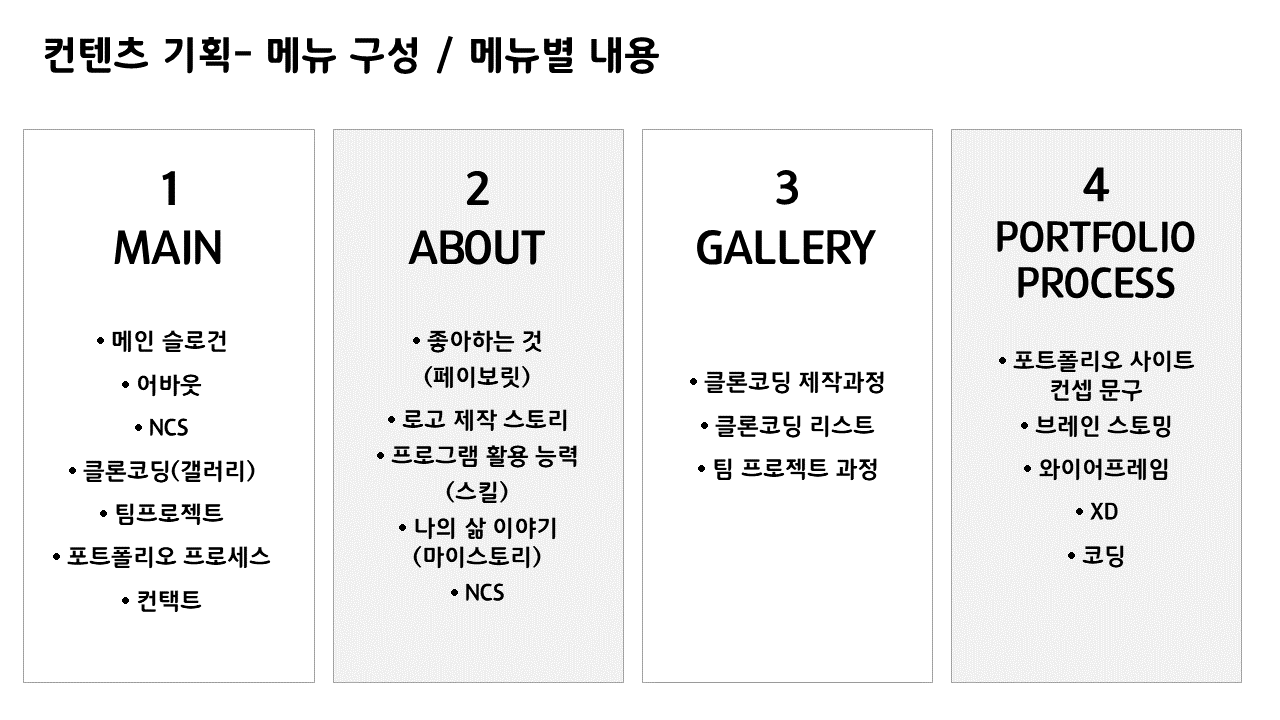 컨텐츠 기획- 메뉴 구성 / 메뉴별 내용
1
MAIN
• 메인 슬로건
• 어바웃
• NCS
• 클론코딩(갤러리)
• 팀프로젝트
• 포트폴리오 프로세스
• 컨택트
2
ABOUT
• 좋아하는 것
(페이보릿)
• 로고 제작 스토리
• 프로그램 활용 능력
(스킬)
• 나의 삶 이야기
(마이스토리)
• NCS
3
GALLERY
• 클론코딩 제작과정
• 클론코딩 리스트
• 팀 프로젝트 과정
4
PORTFOLIO
PROCESS
• 포트폴리오 사이트
컨셉 문구
• 브레인 스토밍
• 와이어프레임
• XD
• 코딩